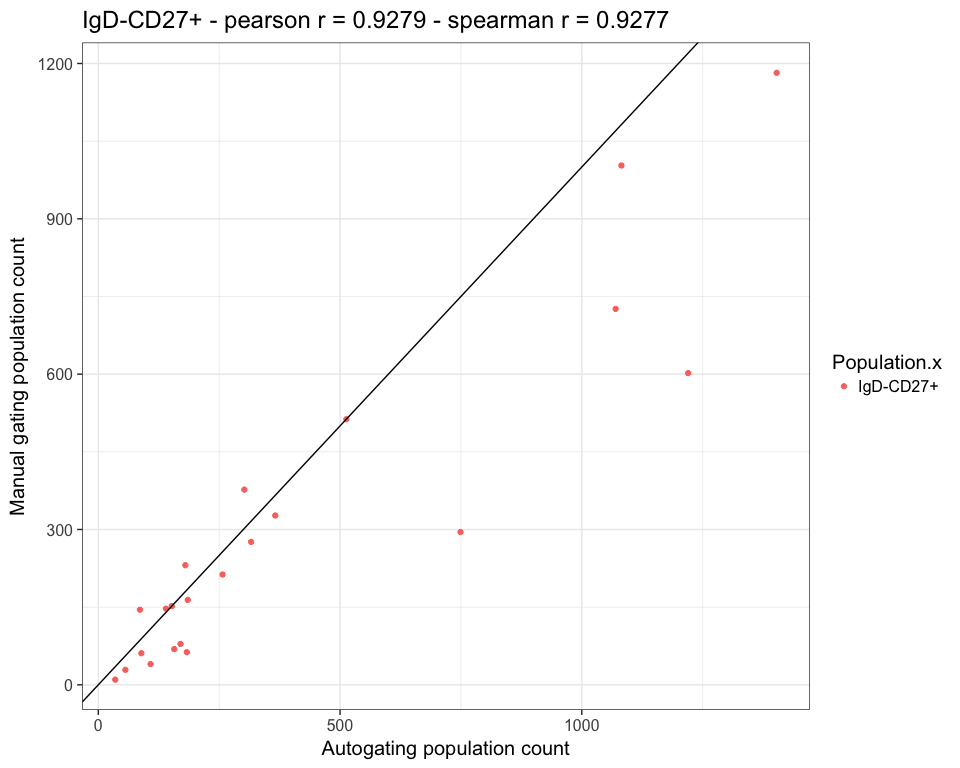 IgD-CD27+ - pearson r = 0.9279 - spearman r = 0.9277
Manual gating population count
1200
900
600
300
0
0
500
1000
Autogating population count
Population.x
IgD-CD27+